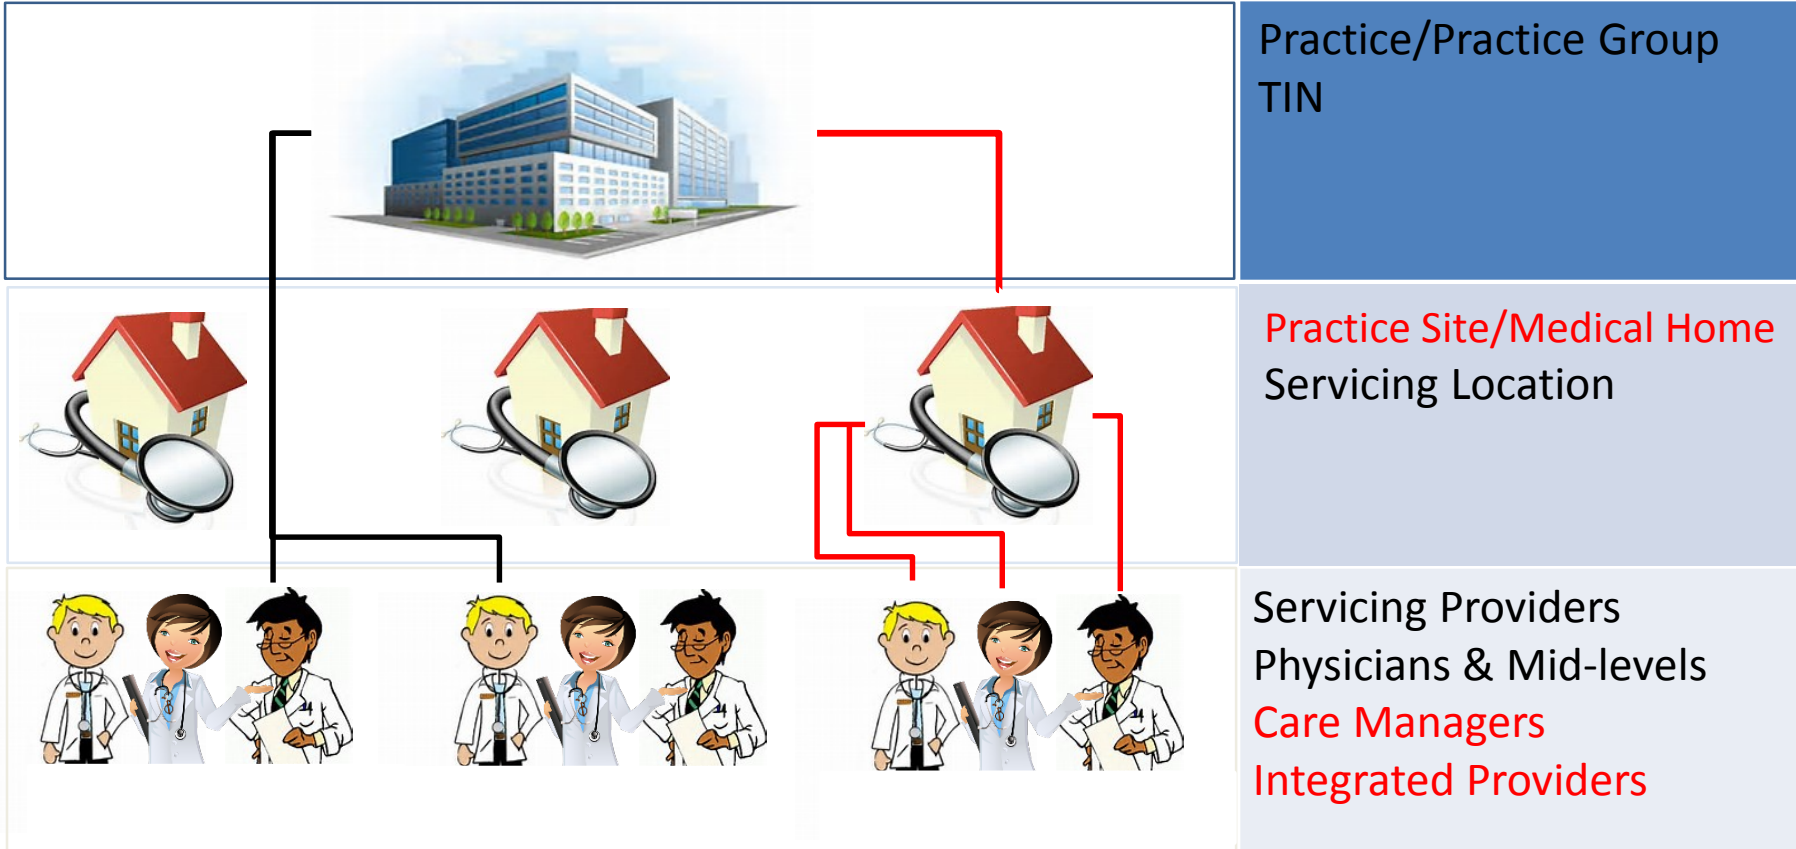 Practice/Practice Group
TIN
Practice Site/Medical Home
Servicing Location
Servicing Providers
Physicians & Mid-levels
Care Managers
Integrated Providers